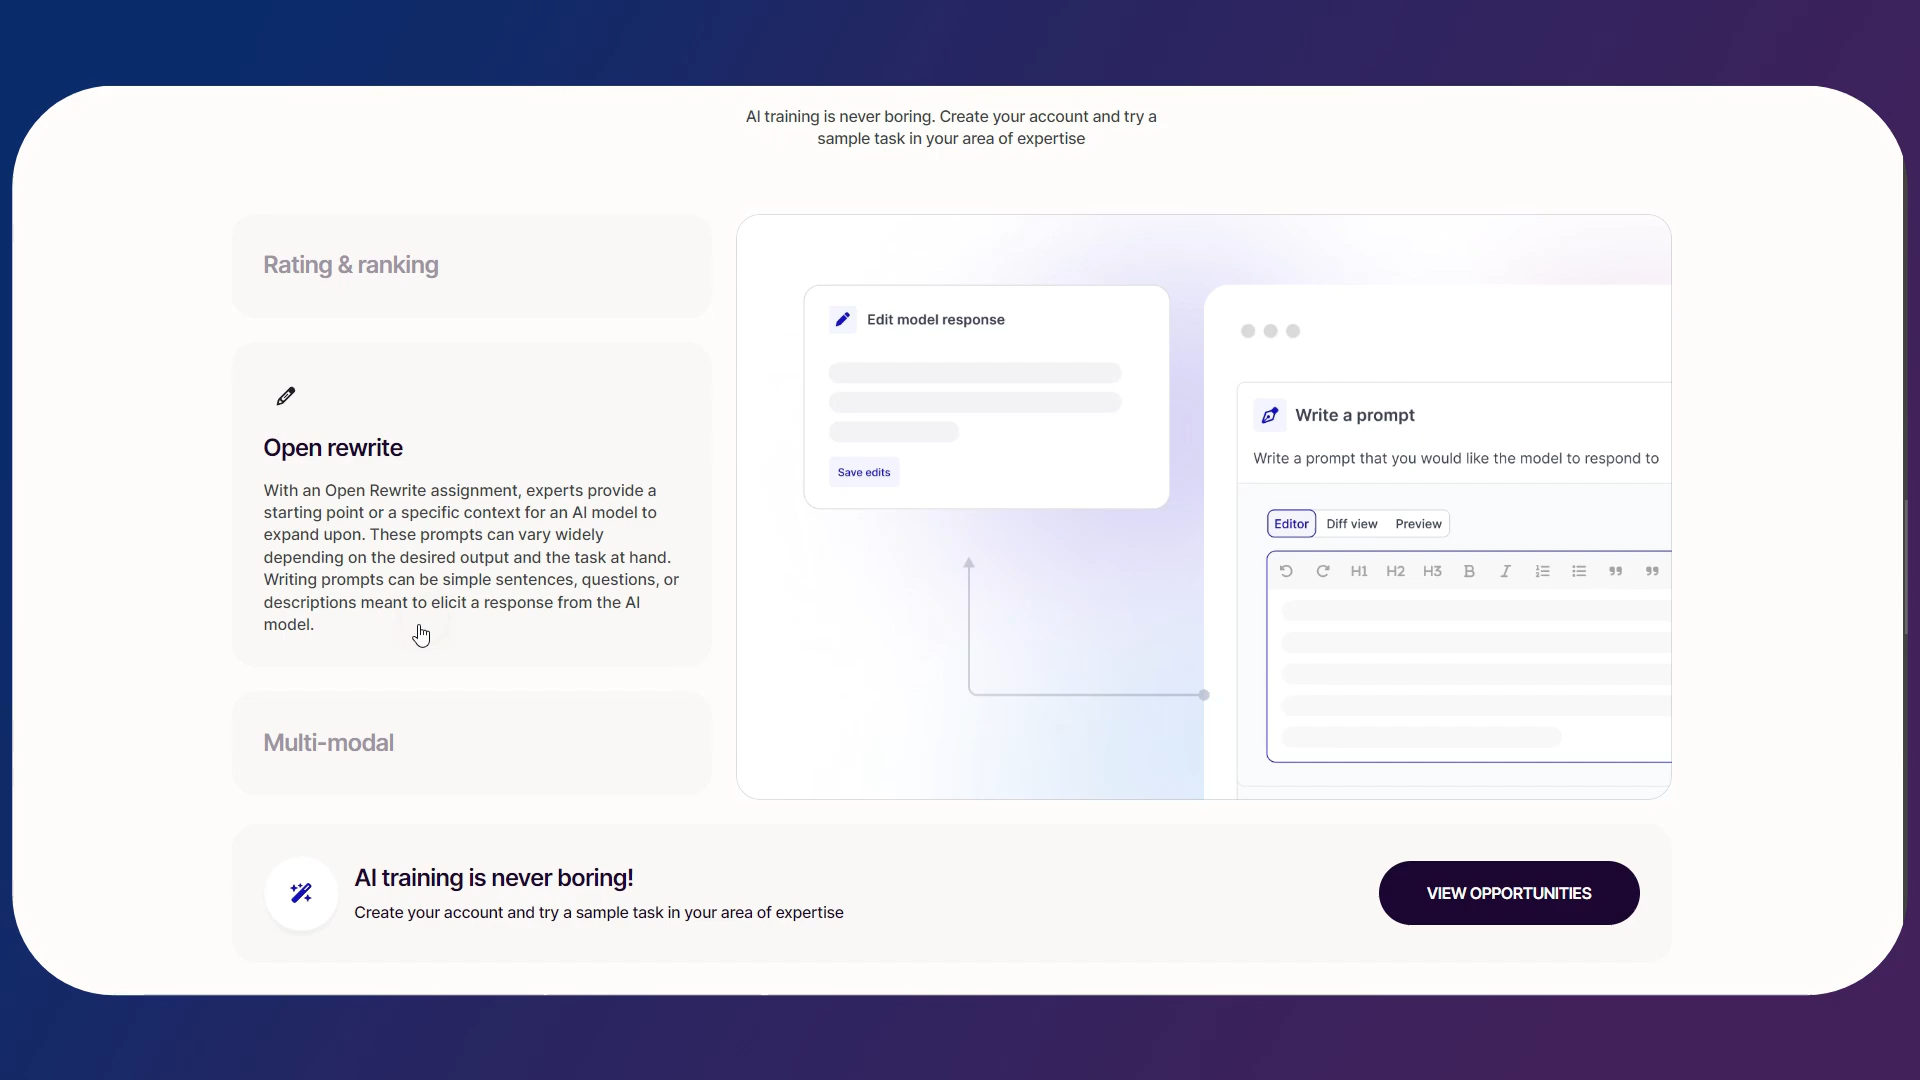 AI training is never boring. Create your account and try a
sample task in your area of expertise
Rating & ranking
Open rewrite
With an Open Rewrite assignment, experts provide a
starting point or a specific context for an AI model to
expand upon. These prompts can vary widely
depending on the desired output and the task at hand.
Writing prompts can be simple sentences, questions, or
descriptions meant to elicit a response from the AI
model.
Multi-modal
Edit model response
Save edits
Write a prompt
Write a prompt that you would like the model to respond to
Editor Diff view Preview
H1 H2 H3 B I
AI training is never boring!
Create your account and try a sample task in your area of expertise
VIEW OPPORTUNITIES